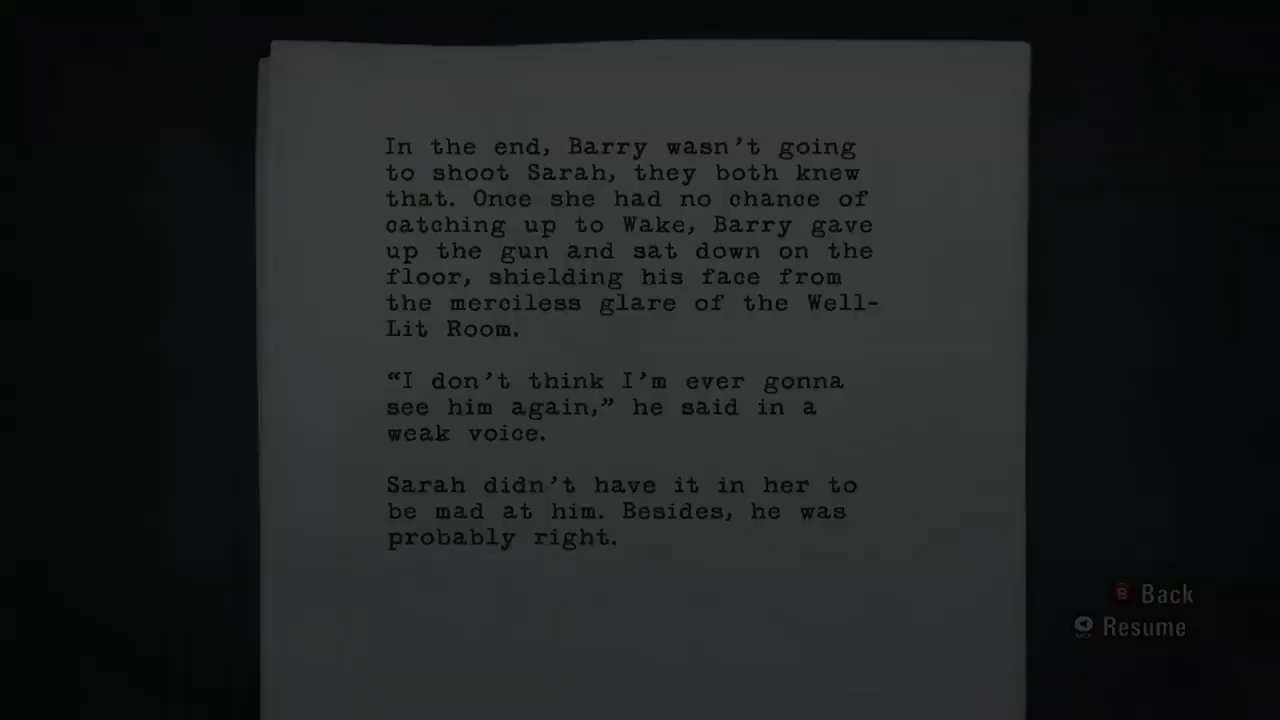 In the end, Barry wasn't going
to shoot Sarah, they both knew
that. Once she had no chance of
catching up to Wake, Barry gave
up the gun and sat down on the
floor, shielding his face from
the merciless glare of the Well-
Lit Room.
“I don't think I'm ever gonna
see him again,” he said in a
weak voice.
Sarah didn't have it in her to
be mad at him. Besides, he was
probably right.
B Back
BACK Resume